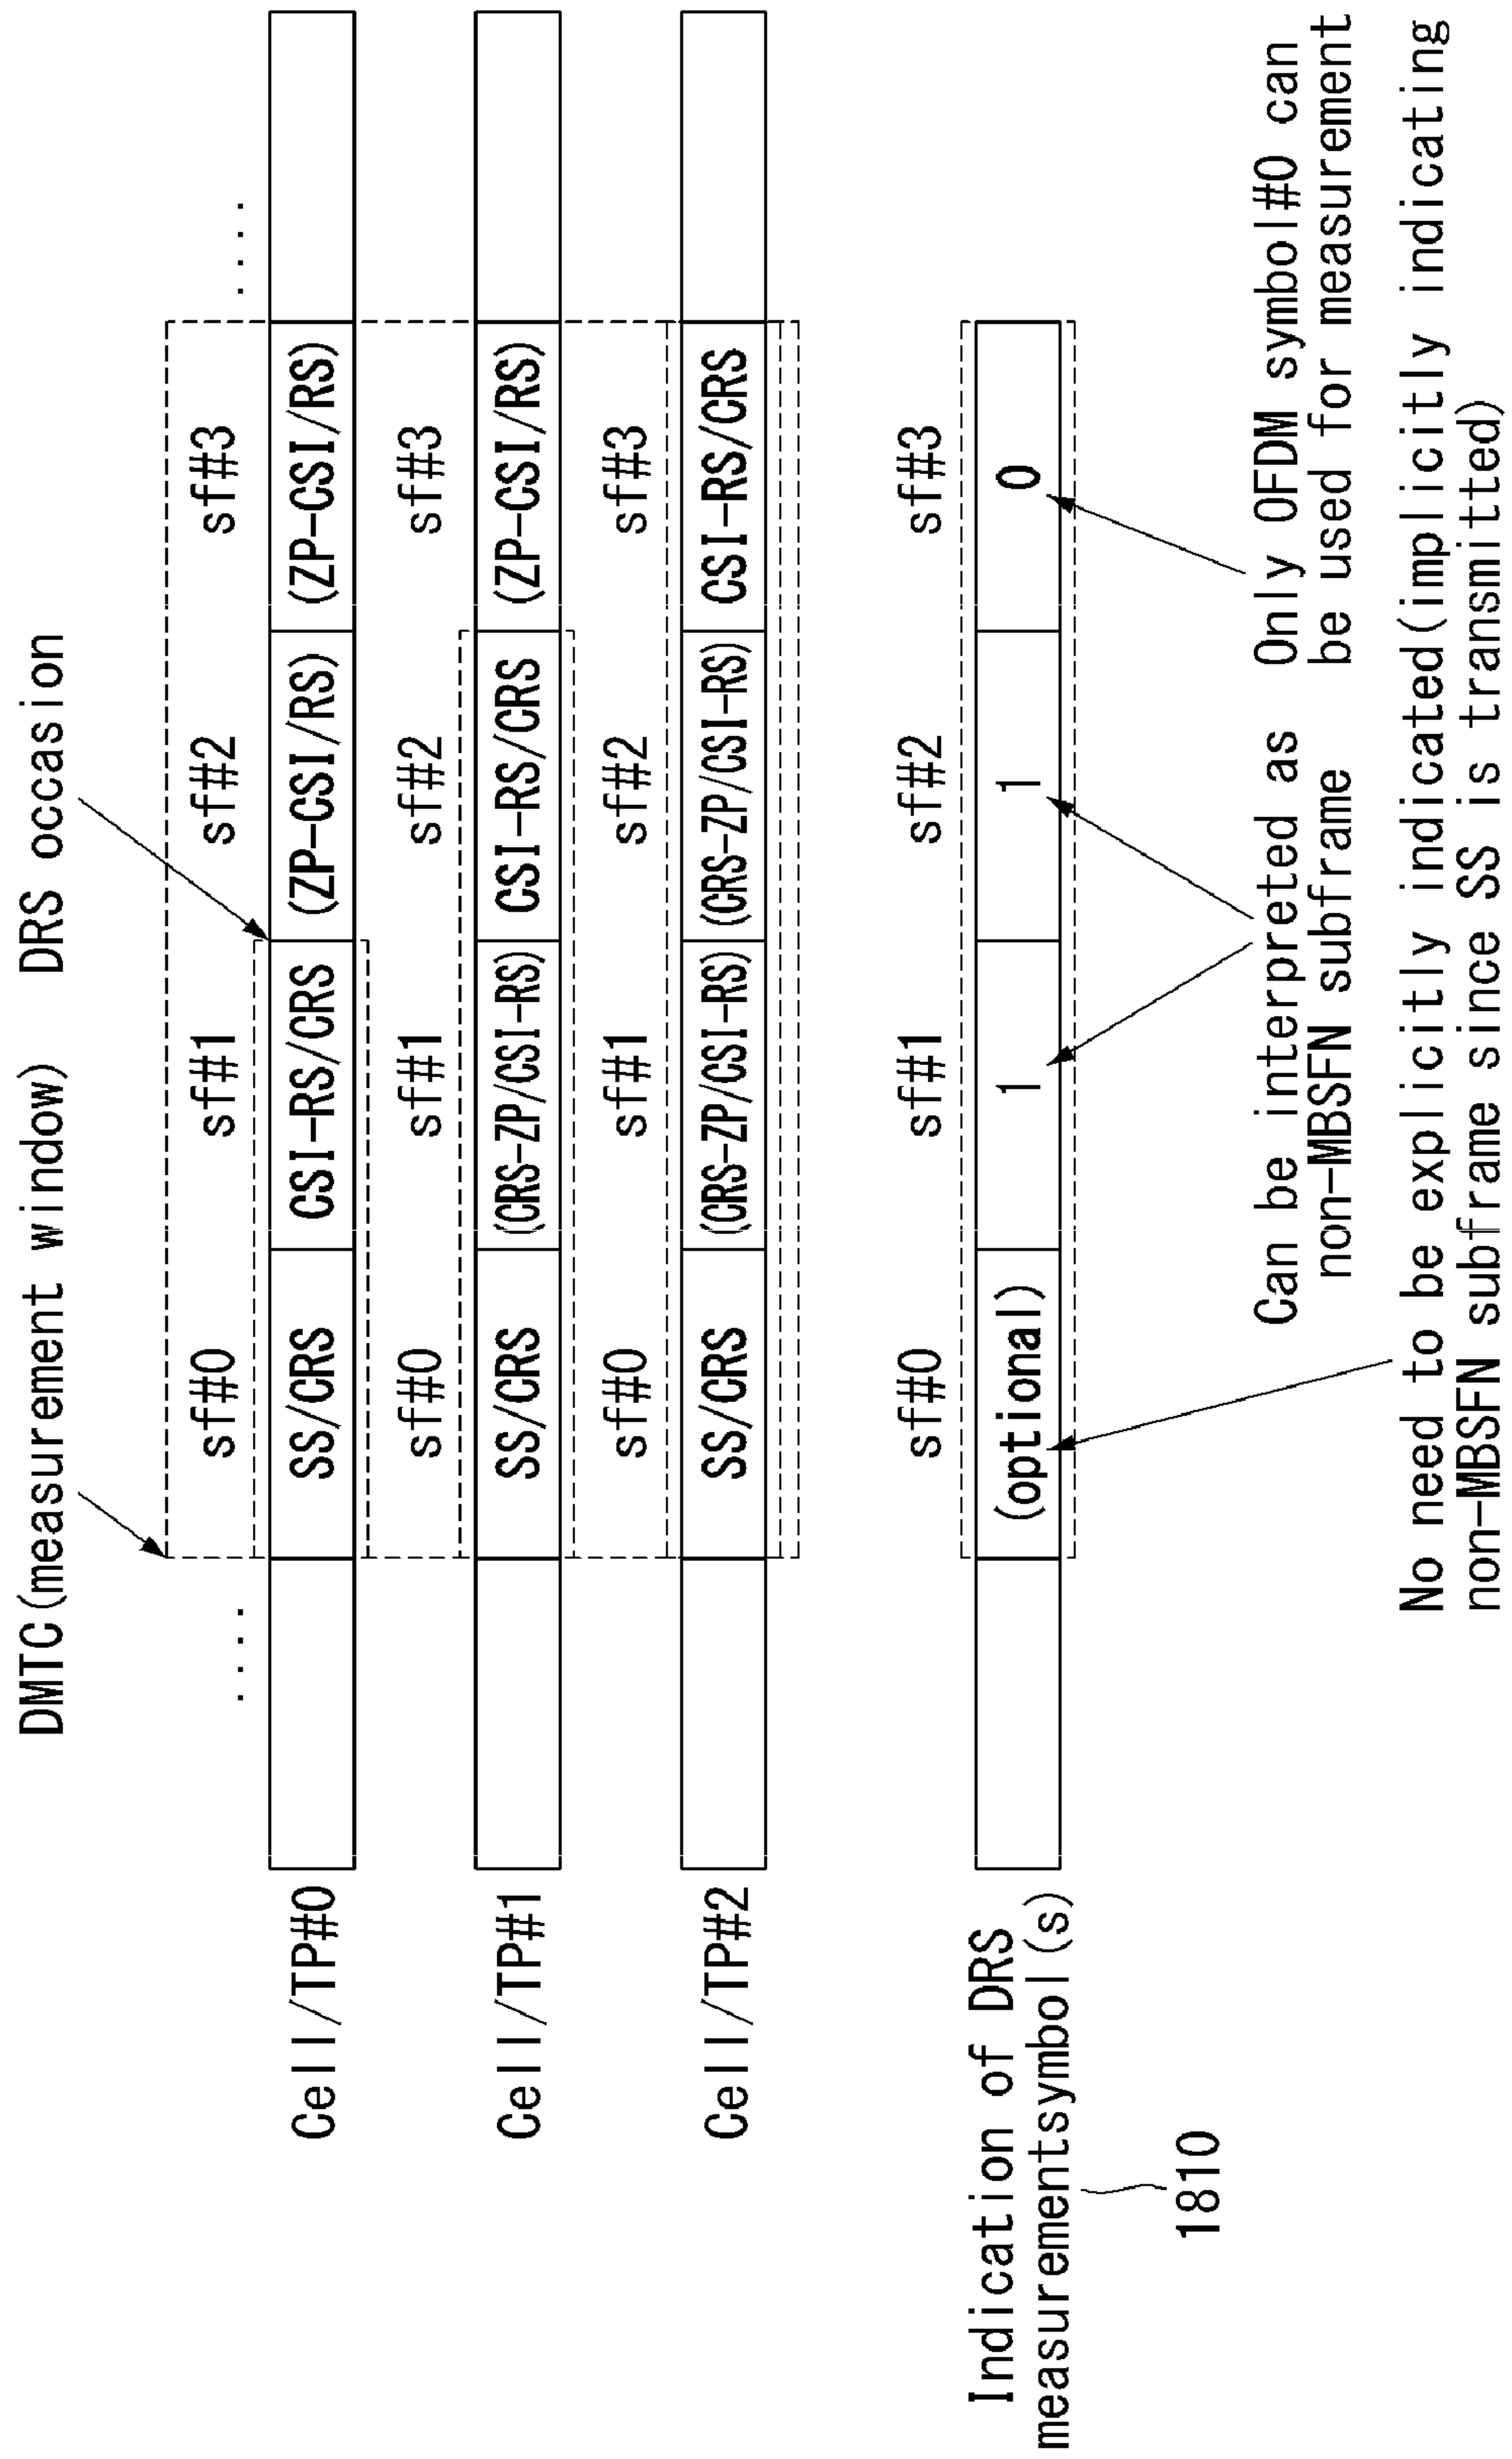 DMTC(measurement window) DRS occasion
.... ....
sf#0 sf#1 sf#2 sf#3
Cell/TP#0 SS/CRS CSI-RS/CRS (ZP-CSI/RS) (ZP-CSI/RS)
sf#0 sf#1 sf#2 sf#3
Cell/TP#1 SS/CRS (CRS-ZP/CSI-RS) CSI-RS/CRS (ZP-CSI/RS)
sf#0 sf#1 sf#2 sf#3
Cell/TP#2 SS/CRS (CRS-ZP/CSI-RS) (CRS-ZP/CSI-RS) CSI-RS/CRS
sf#0 sf#1 sf#2 sf#3
Indication of DRS
measurementsymbol(s)
(optional) 1 1 0
1810
Can be interpreted as
non-MBSFN subframe
Only OFDM symbol#0 can
be used for measurement
No need to be explicitly indicated(implicitly indicating
non-MBSFN subframe since SS is transmitted)